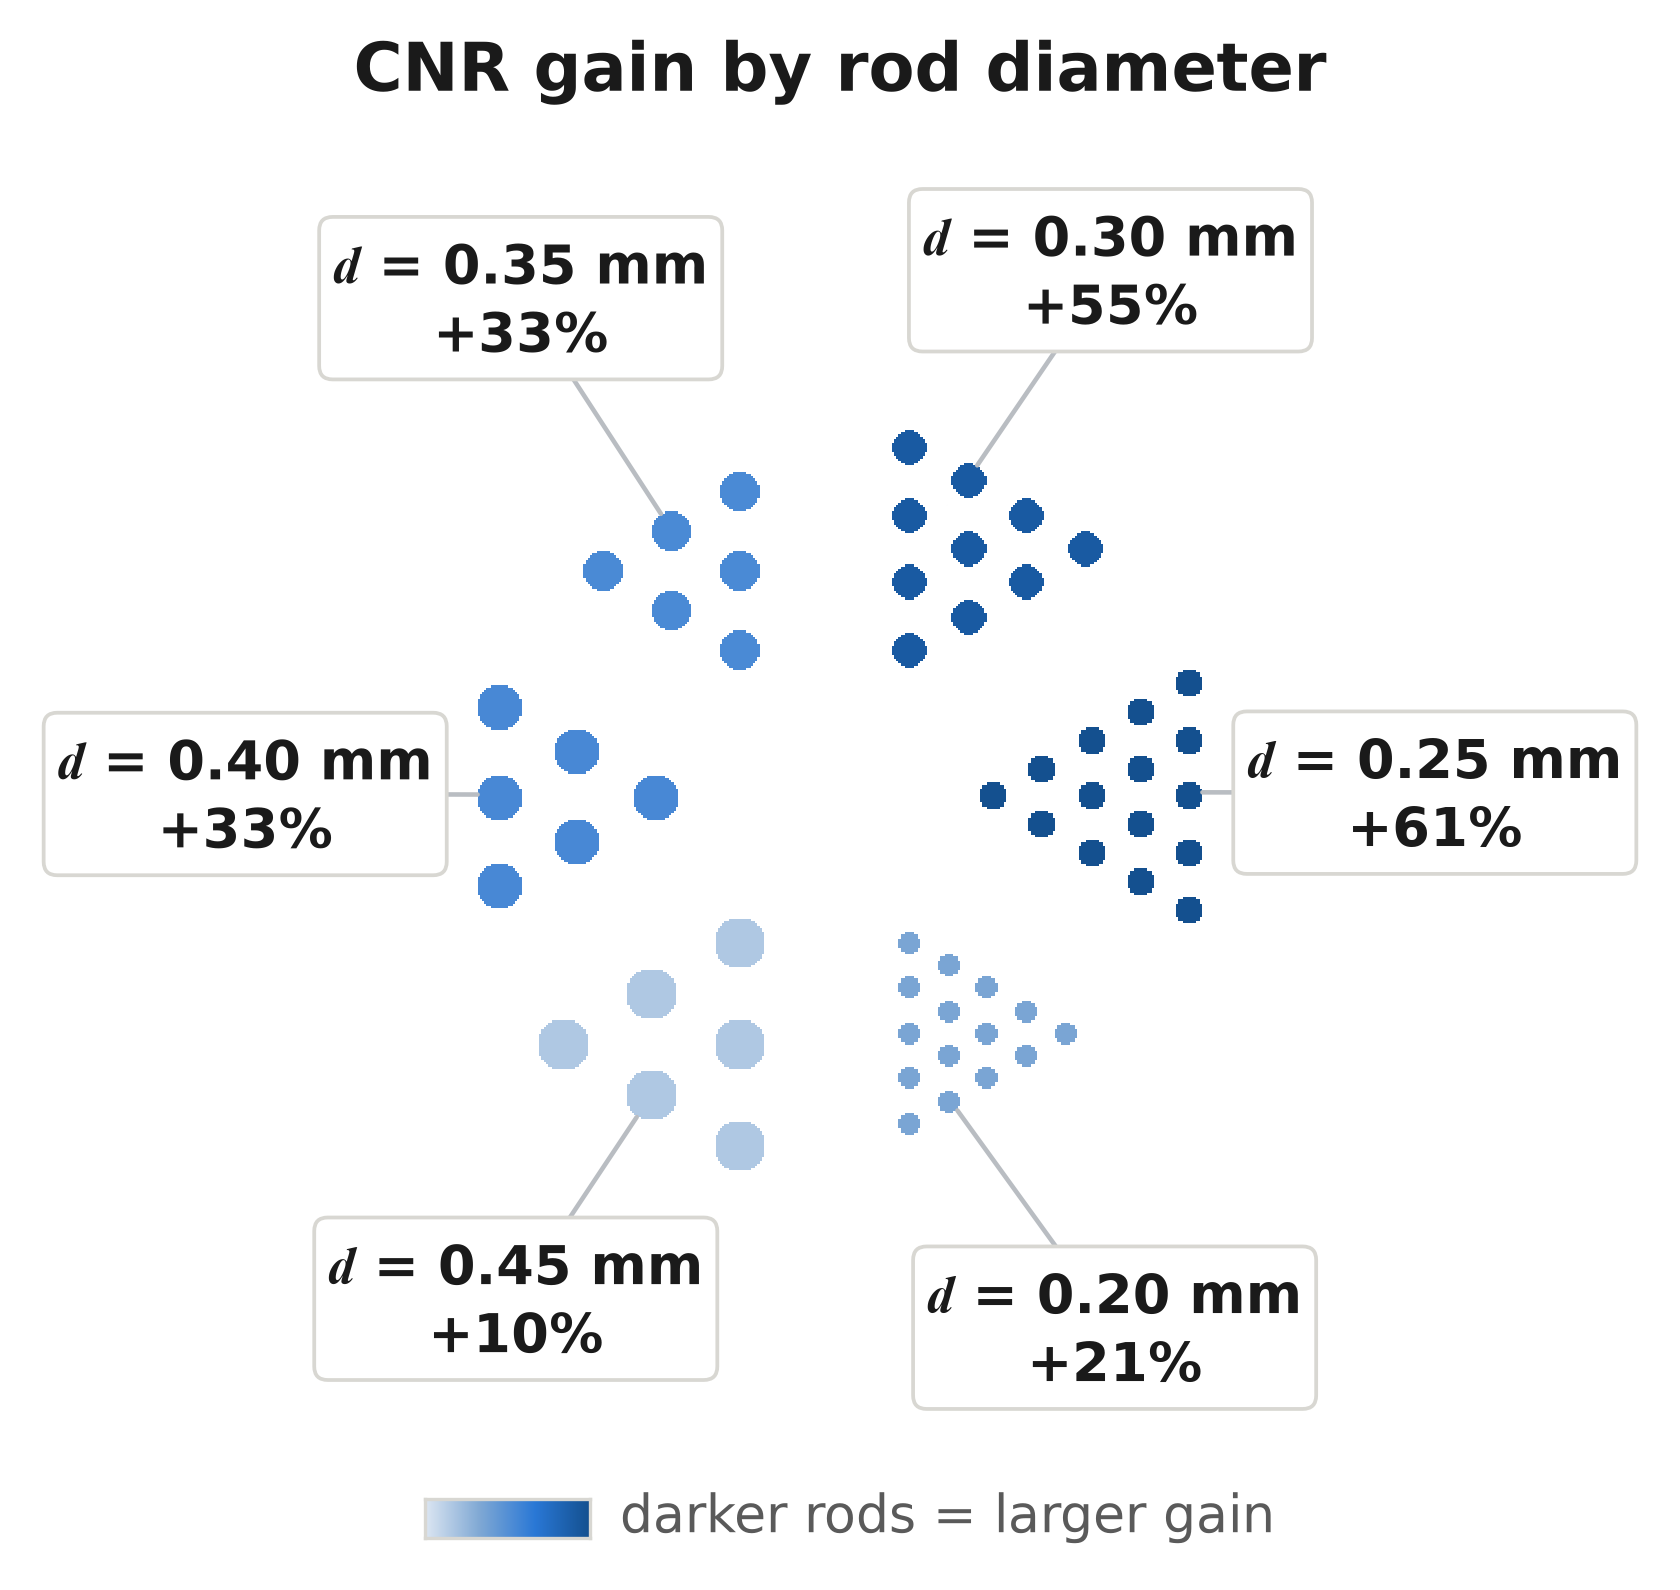 CNR gain by rod diameter
d = 0.35 mm
+33%
d = 0.30 mm
+55%
d = 0.40 mm
+33%
d = 0.25 mm
+61%
d = 0.45 mm
+10%
d = 0.20 mm
+21%
darker rods = larger gain